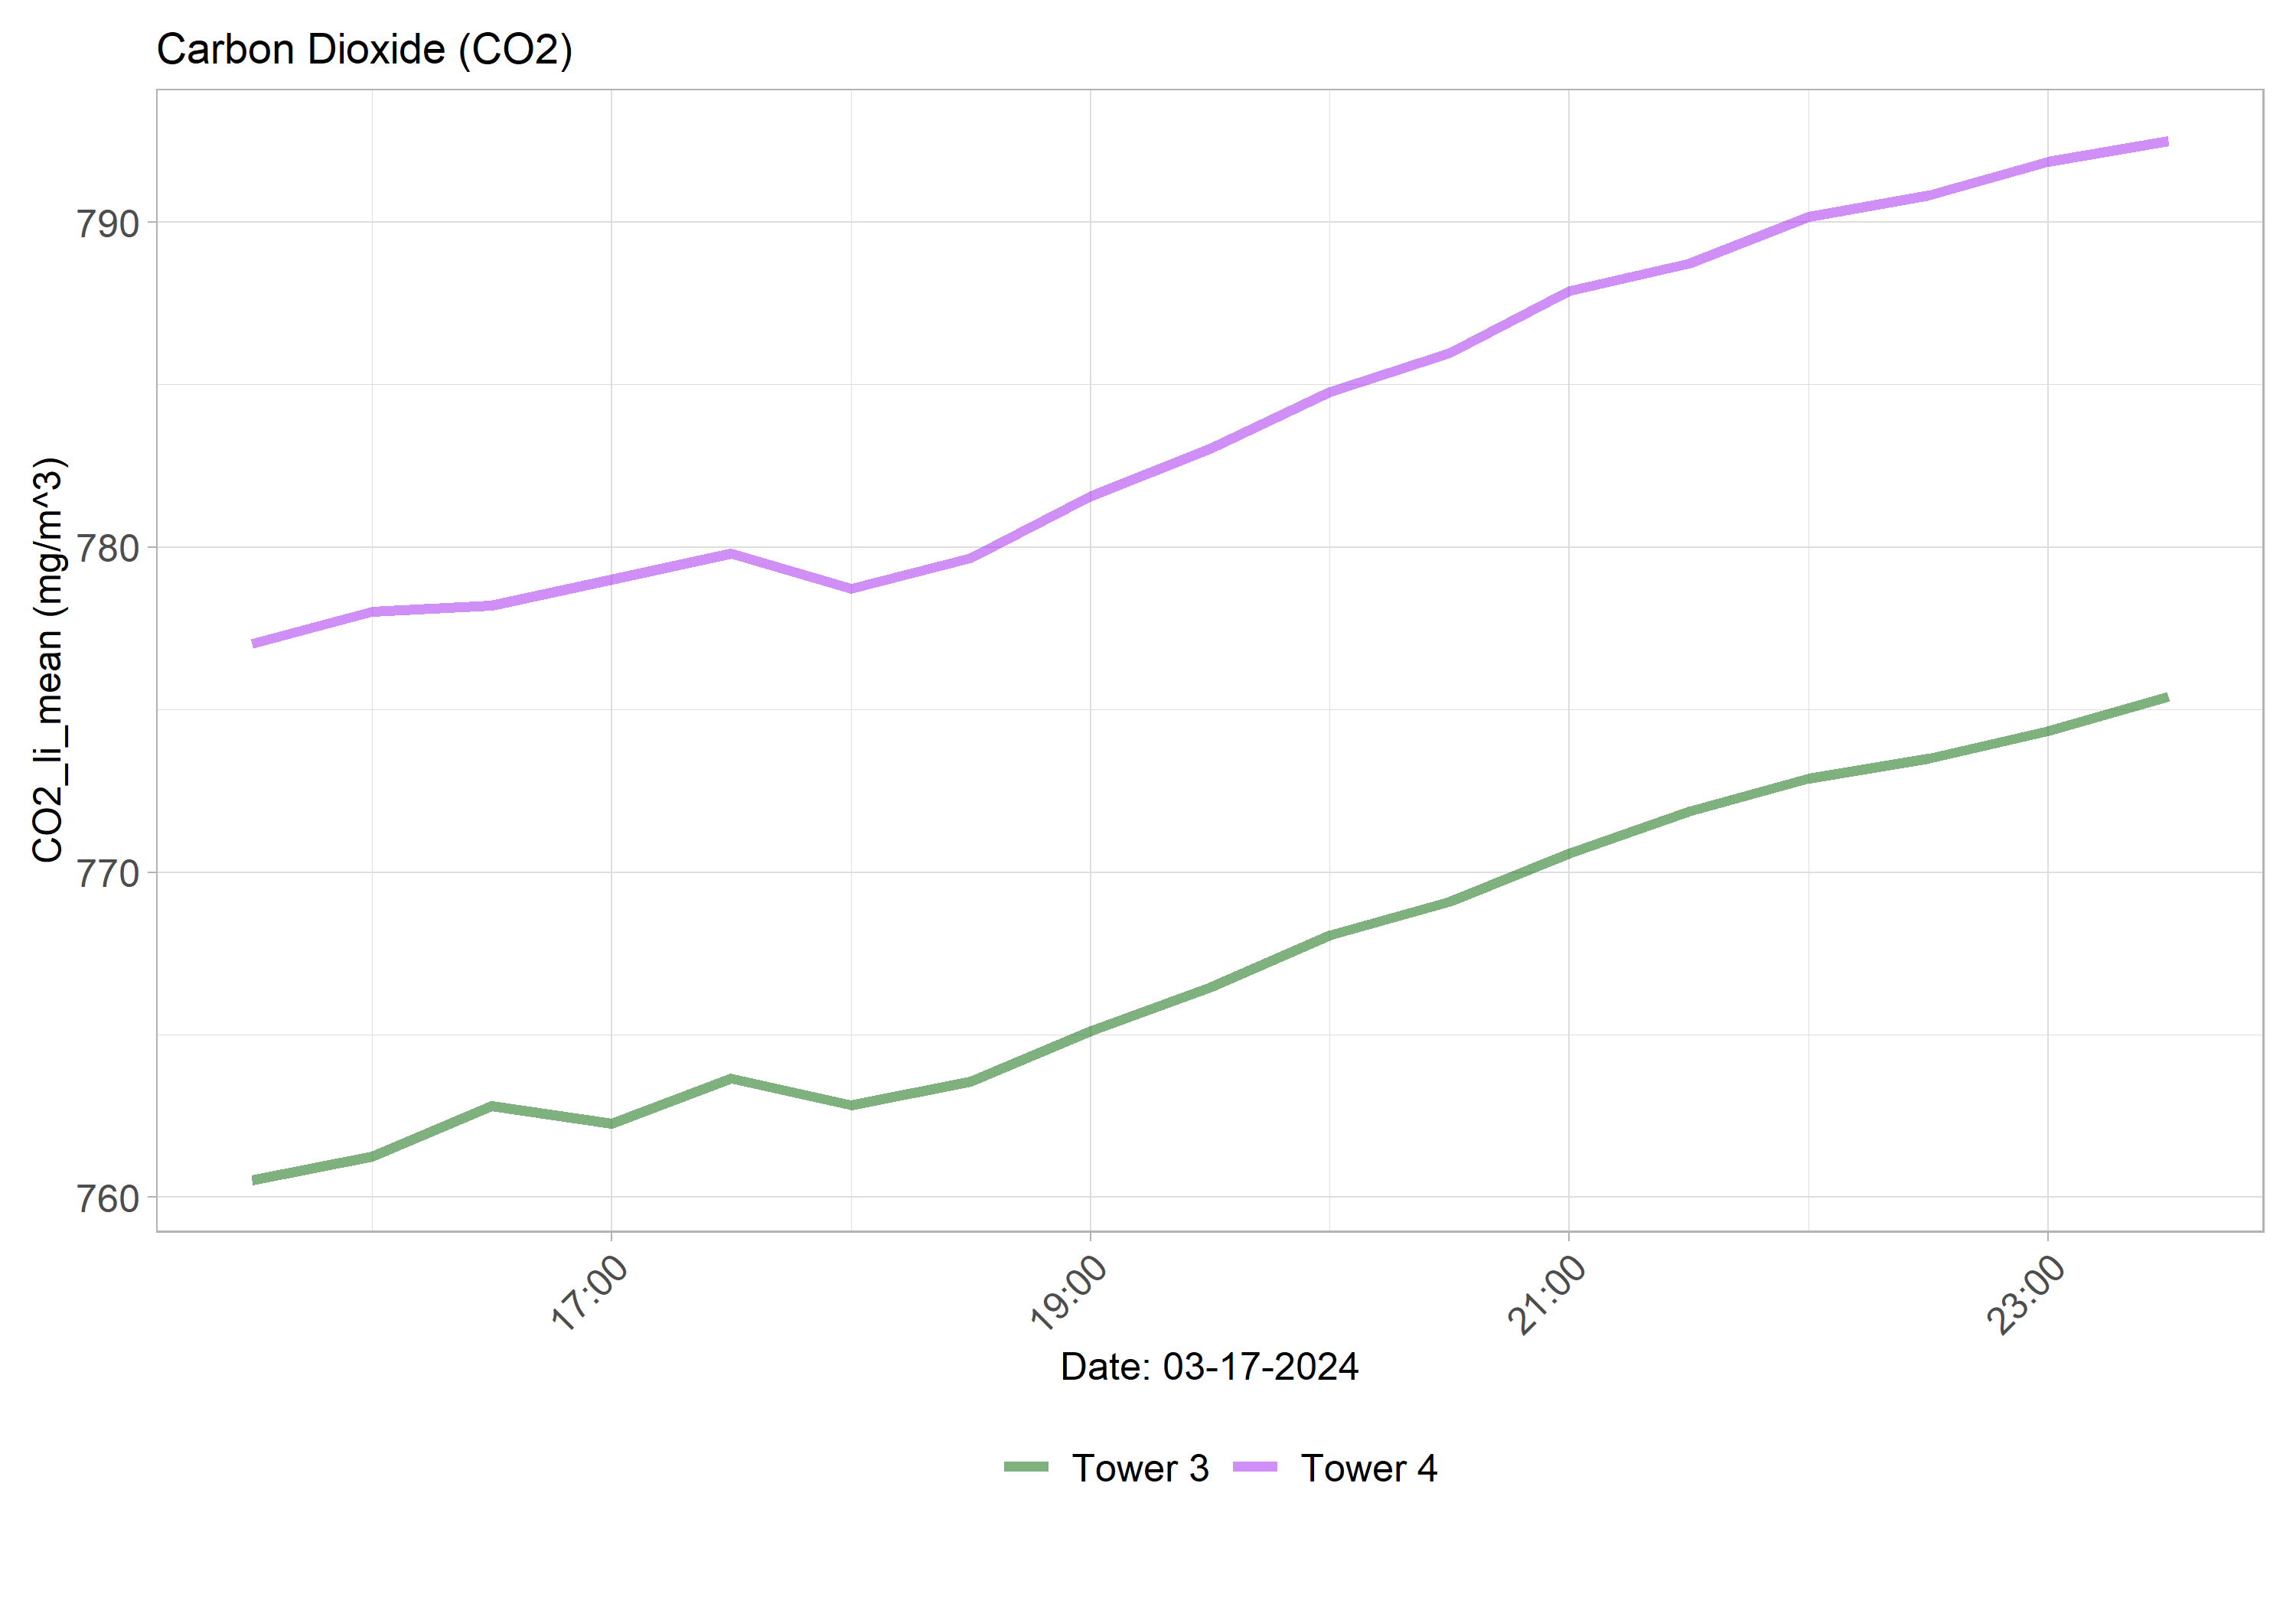 Carbon Dioxide (CO2)
CO2_li_mean (mg/m^3)
790
780
770
760
17:00
19:00
21:00
23:00
Date: 03-17-2024
Tower 3
Tower 4